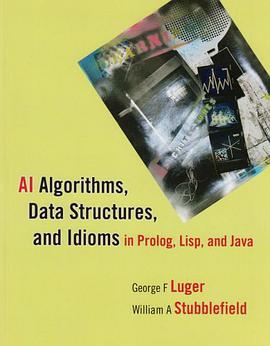 AI Algorithms,
Data Structures,
and Idioms in Prolog, Lisp, and Java
George F Luger
William A Stubblefield